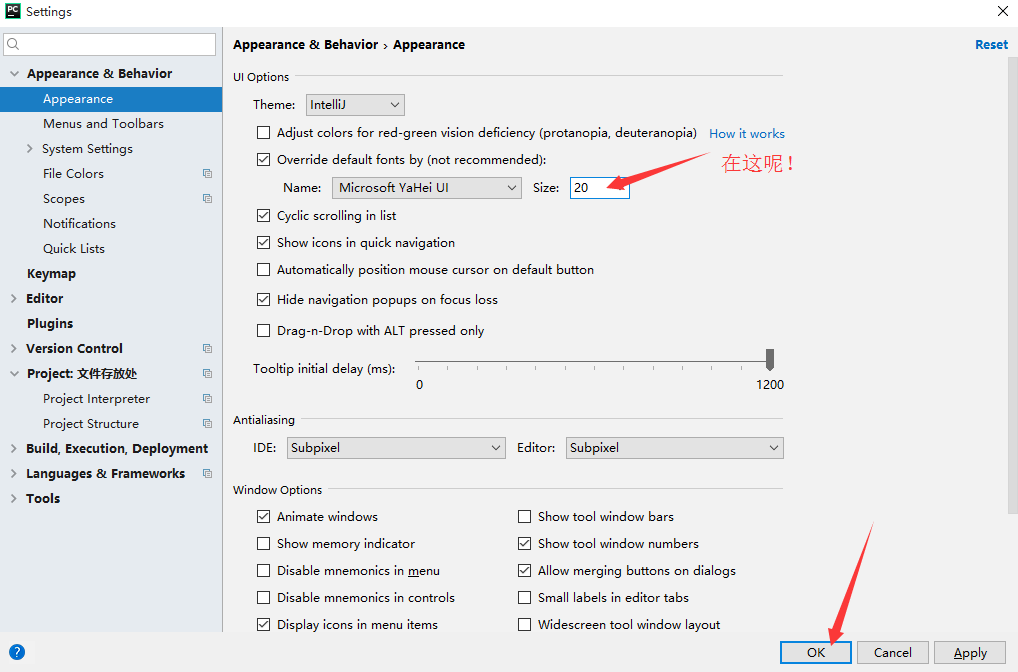 PC Settings
Appearance & Behavior › Appearance
Reset
Appearance & Behavior
Appearance
Menus and Toolbars
System Settings
File Colors
Scopes
Notifications
Quick Lists
Keymap
Editor
Plugins
Version Control
Project: 文件存放处
Project Interpreter
Project Structure
Build, Execution, Deployment
Languages & Frameworks
Tools
UI Options
Theme: IntelliJ
Adjust colors for red-green vision deficiency (protanopia, deuteranopia) How it works
Override default fonts by (not recommended):
在这呢！
Name: Microsoft YaHei UI Size: 20
Cyclic scrolling in list
Show icons in quick navigation
Automatically position mouse cursor on default button
Hide navigation popups on focus loss
Drag-n-Drop with ALT pressed only
Tooltip initial delay (ms):
0 1200
Antialiasing
IDE: Subpixel Editor: Subpixel
Window Options
Animate windows Show tool window bars
Show memory indicator Show tool window numbers
Disable mnemonics in menu Allow merging buttons on dialogs
Disable mnemonics in controls Small labels in editor tabs
Display icons in menu items Widescreen tool window layout
? OK Cancel Apply